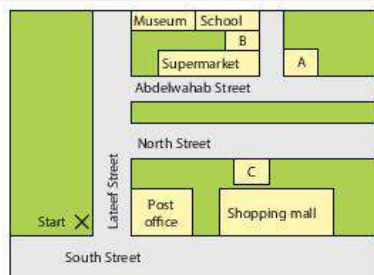 Museum School
B
Supermarket
A
Abdelwahab Street
North Street
C
Lateef Street
Post
office
Shopping mall
Start X
South Street